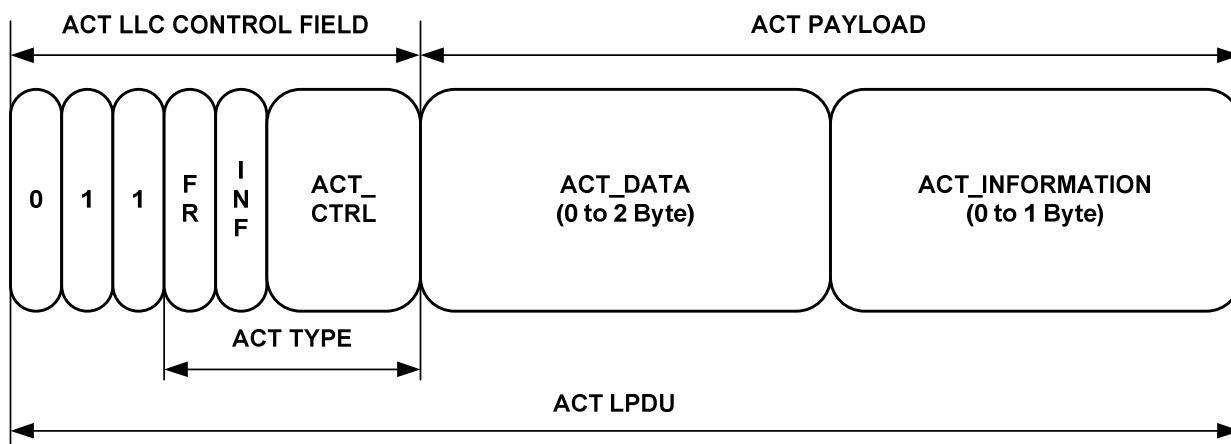 ACT LLC CONTROL FIELD
ACT PAYLOAD
0
1
1
F
R
I
N
F
ACT_
CTRL
ACT_DATA
(0 to 2 Byte)
ACT_INFORMATION
(0 to 1 Byte)
ACT TYPE
ACT LPDU